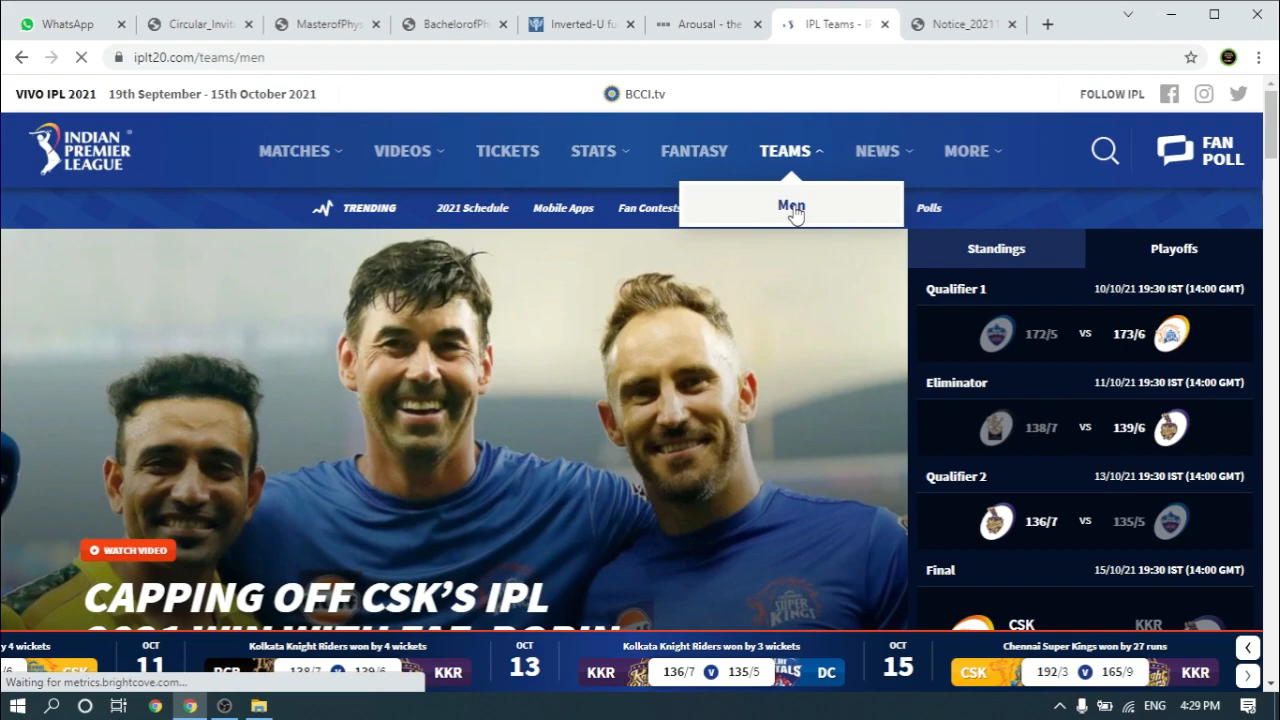 WhatsApp
Circular_Invit
MasterofPhys
BachelorofPh
Inverted-U fu
Arousal - the
IPL Teams - IP
Notice_20211
iplt20.com/teams/men
VIVO IPL 2021 19th September - 15th October 2021
BCCI.tv
FOLLOW IPL
INDIAN PREMIER LEAGUE
MATCHES VIDEOS TICKETS STATS FANTASY TEAMS NEWS MORE
FAN POLL
TRENDING 2021 Schedule Mobile Apps Fan Contests Polls
Men
Standings Playoffs
Qualifier 1 10/10/21 19:30 IST (14:00 GMT)
172/5 vs 173/6
Eliminator 11/10/21 19:30 IST (14:00 GMT)
138/7 vs 139/6
Qualifier 2 13/10/21 19:30 IST (14:00 GMT)
136/7 vs 135/5
Final 15/10/21 19:30 IST (14:00 GMT)
CSK KKR
SUPER KINGS
WATCH VIDEO
CAPPING OFF CSK'S IPL
y 4 wickets
OCT 11
Kolkata Knight Riders won by 4 wickets
138/7 V 139/6 KKR
OCT 13
Kolkata Knight Riders won by 3 wickets
KKR 136/7 V 135/5 DC
OCT 15
Chennai Super Kings won by 27 runs
CSK 192/3 V 165/9 KKR
Waiting for metrics.brightcove.com...
ENG 4:29 PM